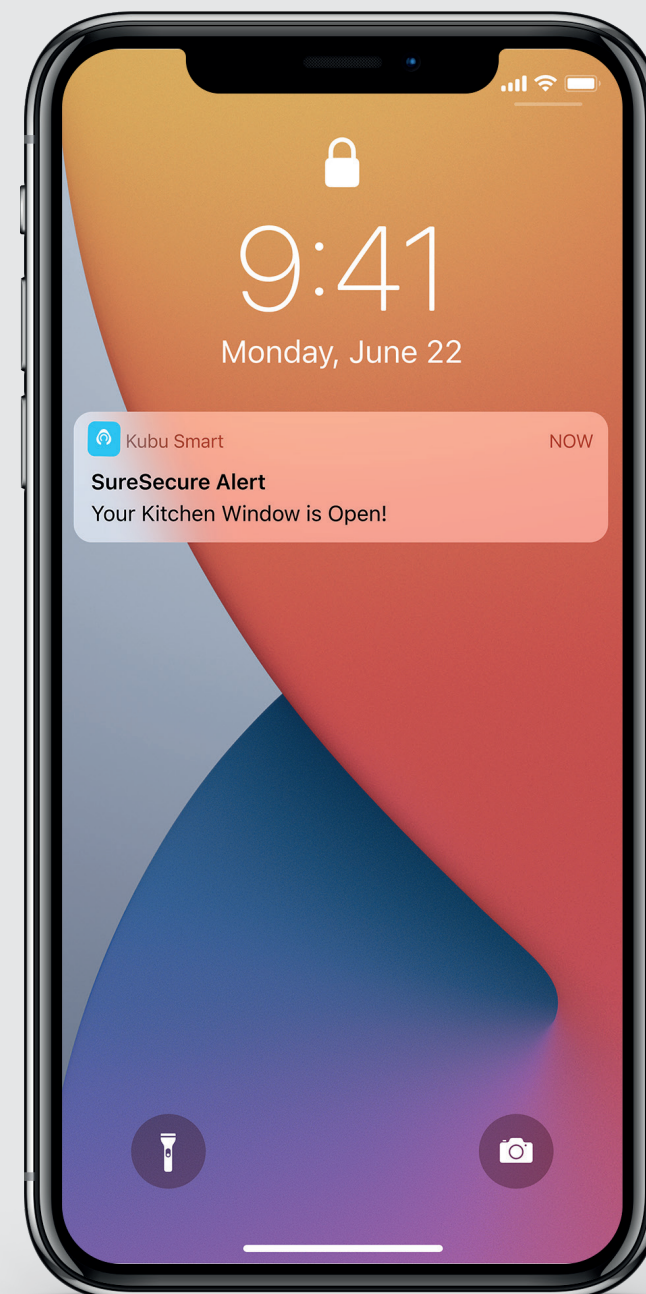 9:41
Monday, June 22
Kubu Smart NOW
SureSecure Alert
Your Kitchen Window is Open!